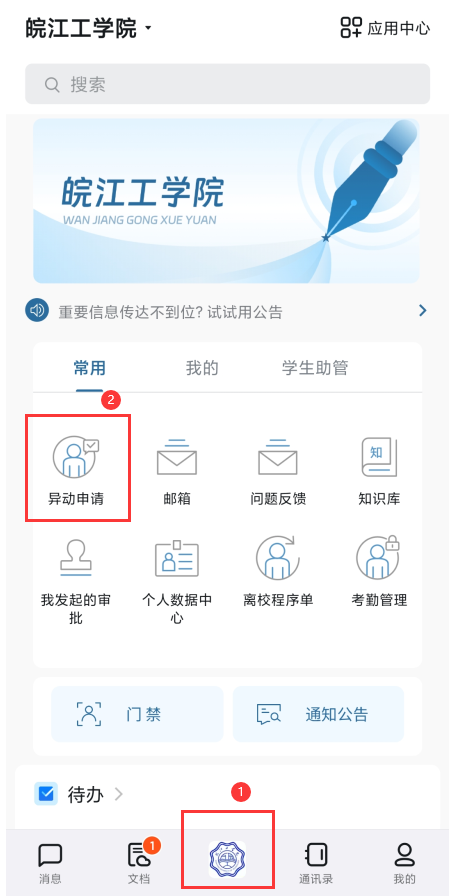 皖江工学院
应用中心
搜索
皖江工学院
WAN JIANG GONG XUE YUAN
重要信息传达不到位? 试试用公告
常用 我的 学生助管
2
知
异动申请 邮箱 问题反馈 知识库
我发起的审批 个人数据中心 离校程序单 考勤管理
门禁 通知公告
待办
1
1
消息 文档 通讯录 我的